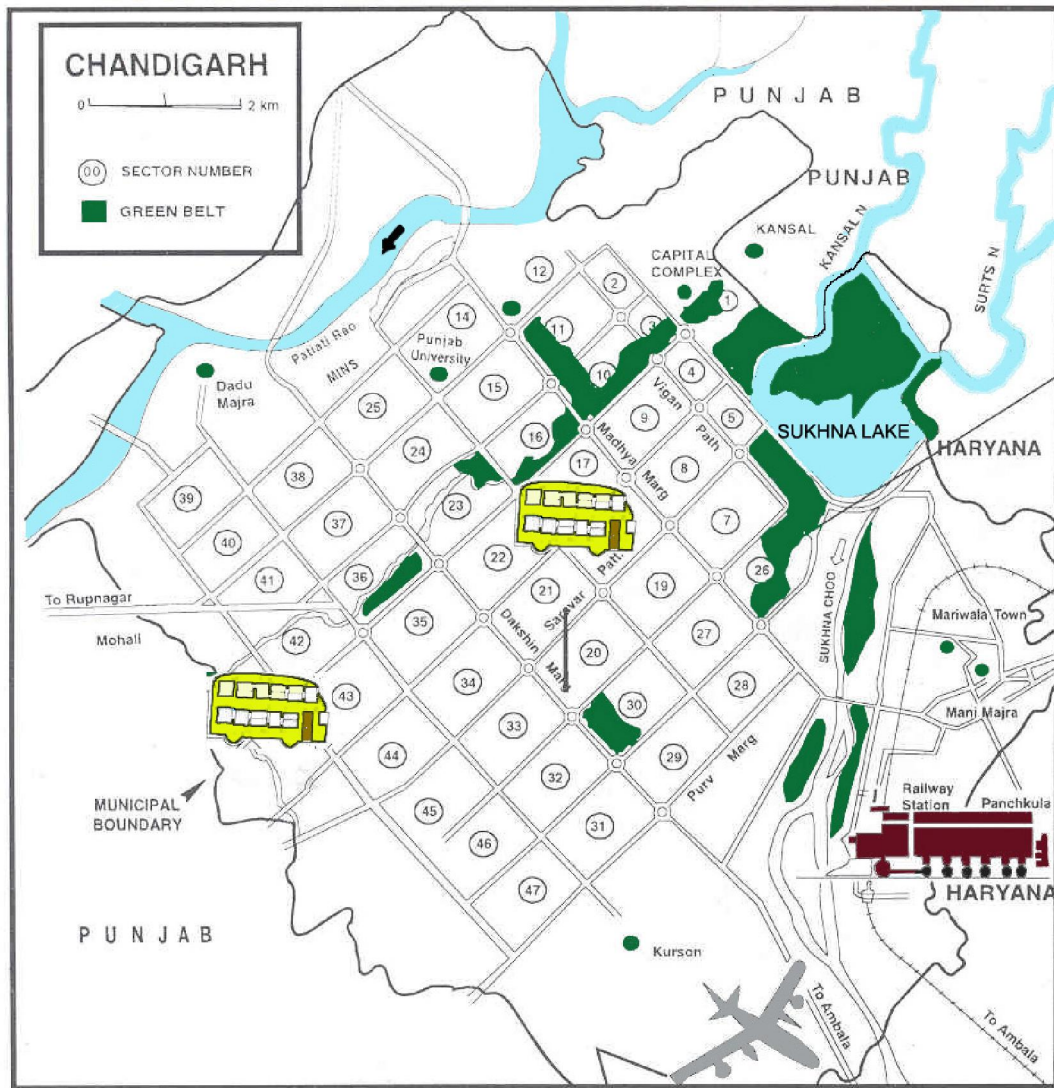 CHANDIGARH
0 2 km
00 SECTOR NUMBER
GREEN BELT
PUNJAB
PUNJAB
KANSAL
KANSAL N
SURTS N
CAPITAL
COMPLEX
12
2
1
14
11
3
Patiati Rao
MINS
Punjab
University
10
4
Dadu
Majra
15
Vigan
Path
5
25
9
SUKHNA LAKE
16
Madhya
Marg
HARYANA
24
17
8
38
39
23
7
37
40
22
Patt.
26
41
36
21
19
SUKHNA CHOO
To Rupnagar
Mohali
35
Dakshin
Marg
Saravar
Mariwala Town
42
20
27
34
28
43
30
Mani Majra
33
44
29
Purv Marg
32
MUNICIPAL
BOUNDARY
45
31
Railway
Station
Panchkula
46
47
HARYANA
PUNJAB
Kurson
To Ambala
To Ambala